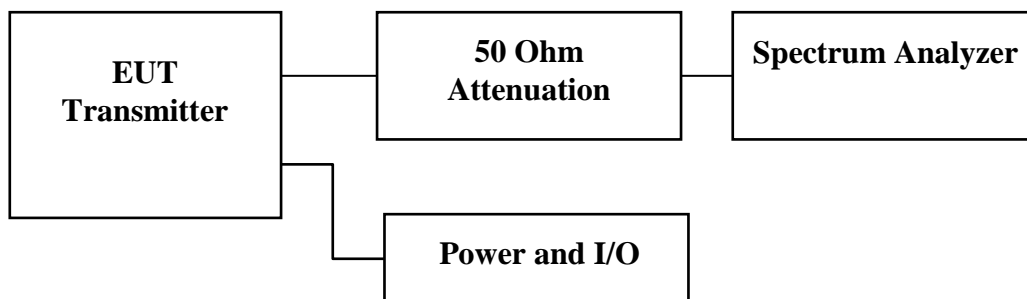 EUT
Transmitter
50 Ohm
Attenuation
Spectrum Analyzer
Power and I/O